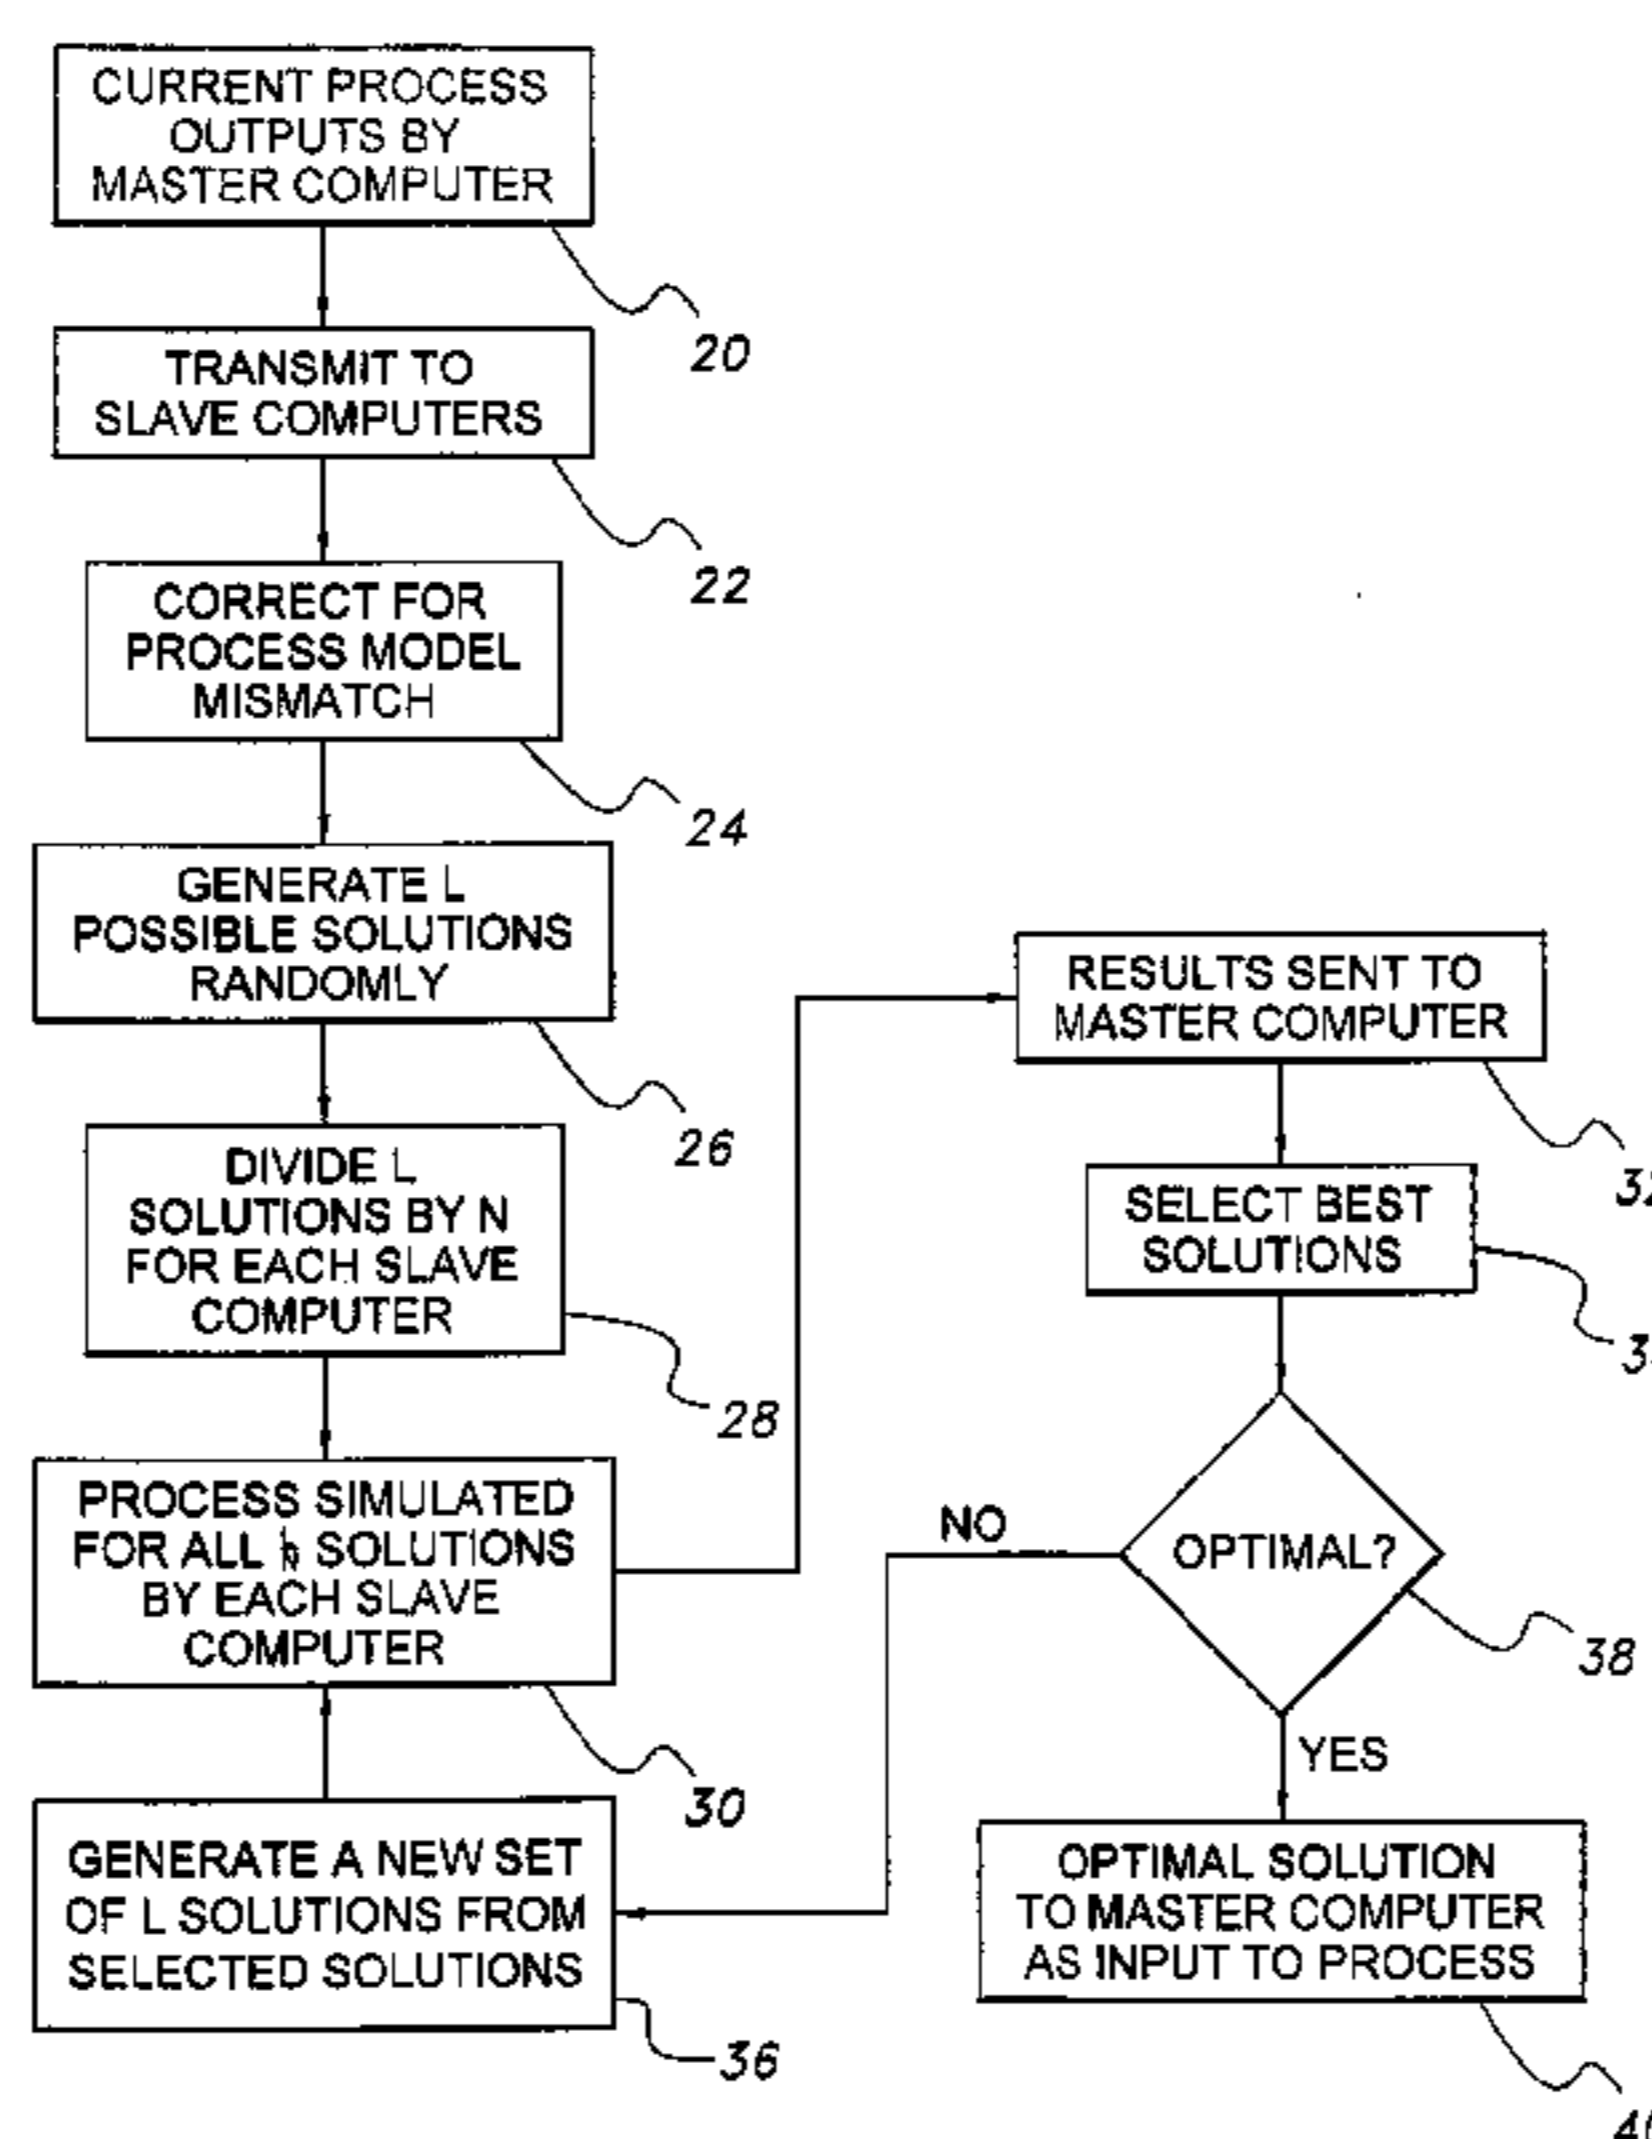 CURRENT PROCESS
OUTPUTS BY
MASTER COMPUTER
20
TRANSMIT TO
SLAVE COMPUTERS
22
CORRECT FOR
PROCESS MODEL
MISMATCH
24
GENERATE L
POSSIBLE SOLUTIONS
RANDOMLY
26
DIVIDE L
SOLUTIONS BY N
FOR EACH SLAVE
COMPUTER
28
PROCESS SIMULATED
FOR ALL SOLUTIONS
BY EACH SLAVE
COMPUTER
30
GENERATE A NEW SET
OF L SOLUTIONS FROM
SELECTED SOLUTIONS
36
RESULTS SENT TO
MASTER COMPUTER
SELECT BEST
SOLUTIONS
OPTIMAL?
38
NO
YES
OPTIMAL SOLUTION
TO MASTER COMPUTER
AS INPUT TO PROCESS